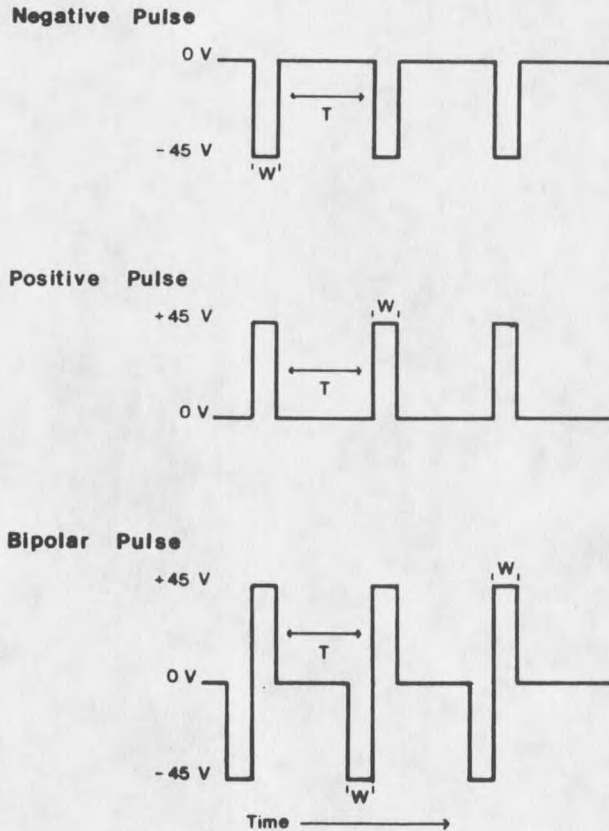 Negative Pulse
0 V
T
- 45 V
W
Positive Pulse
+ 45 V
W
T
0 V
Bipolar Pulse
+ 45 V
W
T
0 V
- 45 V
W
Time